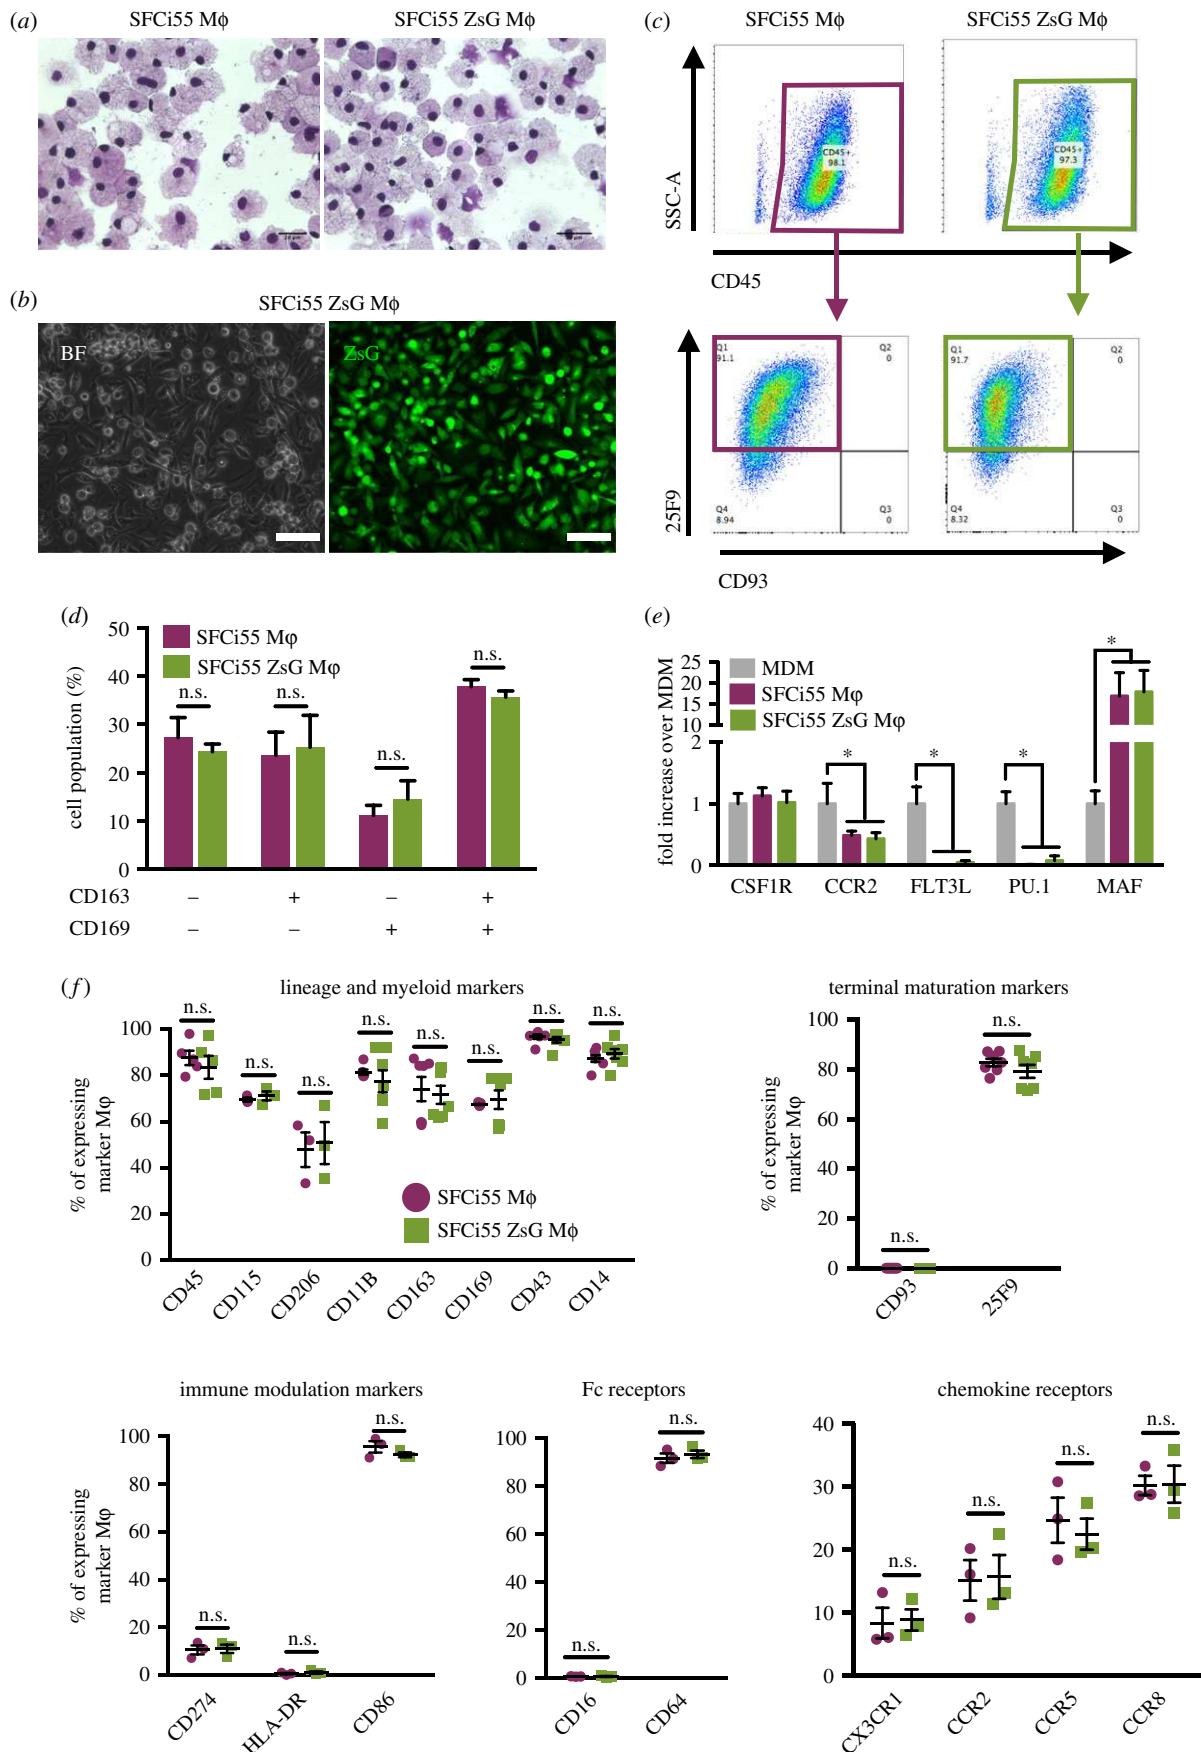 (a)
SFCi55 Mϕ
SFCi55 ZsG Mϕ
(b)
SFCi55 ZsG Mϕ
BF
ZsG
(c)
SFCi55 Mϕ
SFCi55 ZsG Mϕ
SSC-A
CD45+
98.1
CD45+
97.3
CD45
25F9
Q1
91.1
Q2
0
Q4
8.94
Q3
0
Q1
91.7
Q2
0
Q4
8.32
Q3
0
CD93
(d)
cell population (%)
50
40
30
20
10
0
SFCi55 Mφ
SFCi55 ZsG Mφ
n.s.
n.s.
n.s.
n.s.
CD163 – + – +
CD169 – – + +
(e)
fold increase over MDM
25
20
15
10
2
1
0
MDM
SFCi55 Mϕ
SFCi55 ZsG Mϕ
*
*
*
*
CSF1R CCR2 FLT3L PU.1 MAF
(f)
lineage and myeloid markers
% of expressing
marker Mφ
100
80
60
40
20
0
n.s. n.s. n.s. n.s. n.s. n.s. n.s. n.s.
SFCi55 Mϕ
SFCi55 ZsG Mϕ
CD45 CD115 CD206 CD11B CD163 CD169 CD43 CD14
terminal maturation markers
% of expressing
marker Mφ
100
80
60
40
20
0
n.s.
n.s.
CD93 25F9
immune modulation markers
% of expressing
marker Mφ
100
80
60
40
20
0
n.s. n.s. n.s.
CD274 HLA-DR CD86
Fc receptors
100
80
60
40
20
0
n.s. n.s.
CD16 CD64
chemokine receptors
40
30
20
10
0
n.s. n.s. n.s. n.s.
CX3CR1 CCR2 CCR5 CCR8